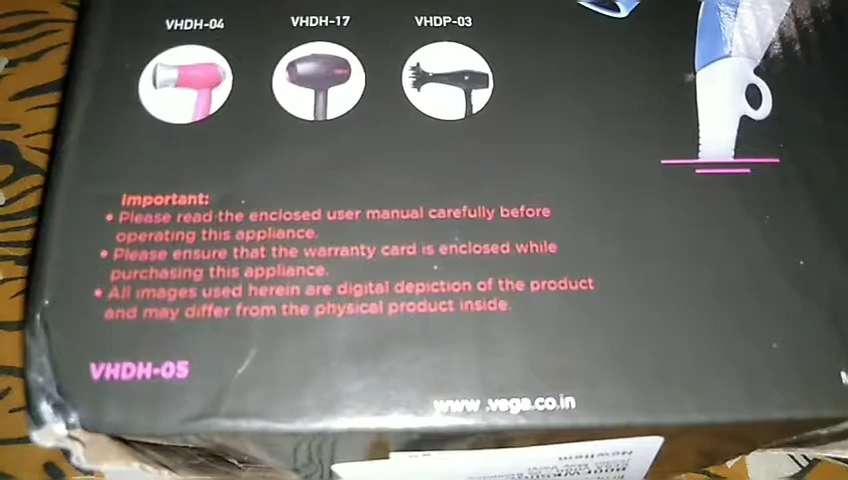 VHDH-04 VHDH-17 VHDP-03
Important:
• Please read the enclosed user manual carefully before
operating this appliance.
• Please ensure that the warranty card is enclosed while
purchasing this appliance.
• All images used herein are digital depiction of the product
and may differ from the physical product inside.
VHDH-05
www.vega.co.in